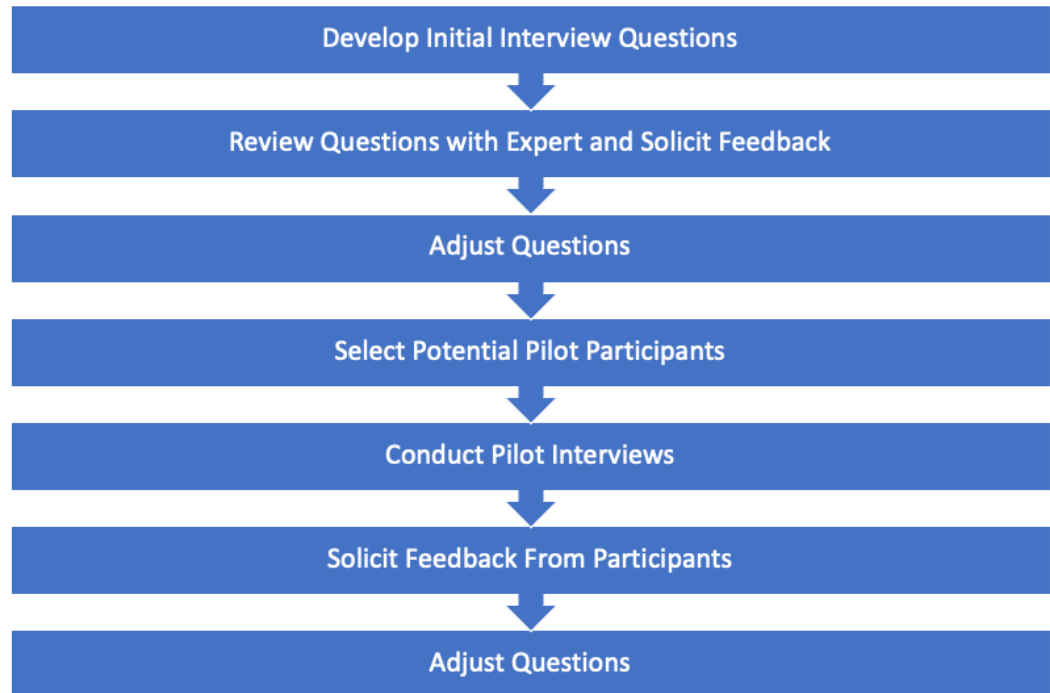 Develop Initial Interview Questions
Review Questions with Expert and Solicit Feedback
Adjust Questions
Select Potential Pilot Participants
Conduct Pilot Interviews
Solicit Feedback From Participants
Adjust Questions